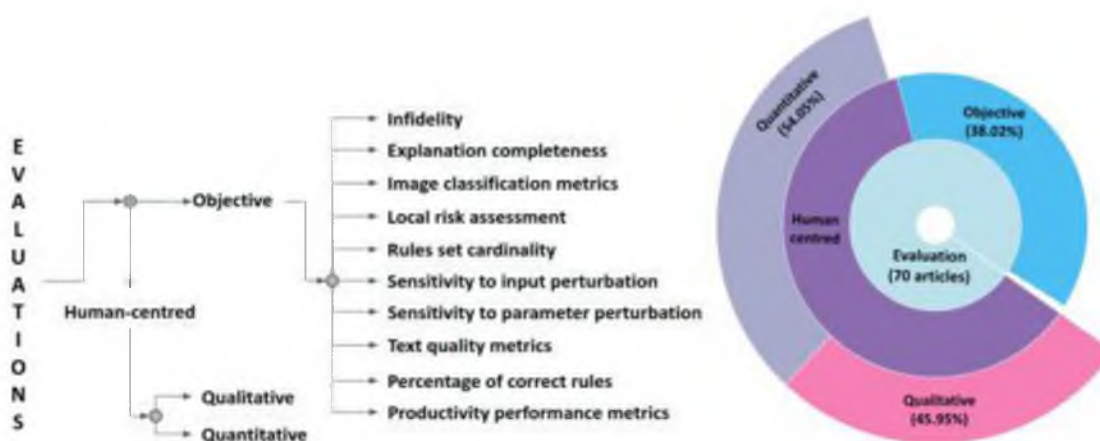 EVALUATIONS
Objective
Human-centred
Qualitative
Quantitative
Infidelity
Explanation completeness
Image classification metrics
Local risk assessment
Rules set cardinality
Sensitivity to input perturbation
Sensitivity to parameter perturbation
Text quality metrics
Percentage of correct rules
Productivity performance metrics
Quantitative
(54.05%)
Objective
(38.02%)
Human
centred
Evaluation
(70 articles)
Qualitative
(45.95%)